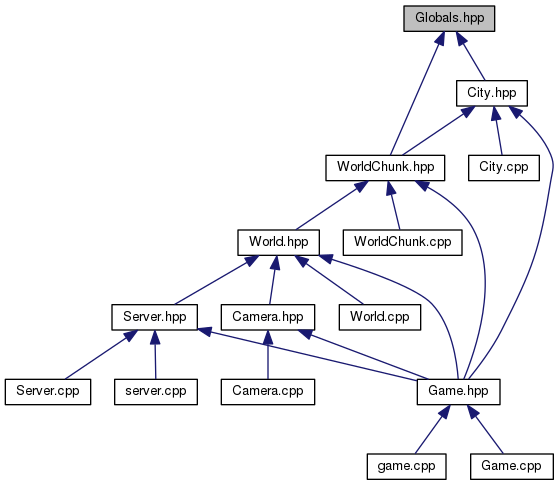 Globals.hpp
City.hpp
WorldChunk.hpp
City.cpp
World.hpp
WorldChunk.cpp
Server.hpp
Camera.hpp
World.cpp
Server.cpp
server.cpp
Camera.cpp
Game.hpp
game.cpp
Game.cpp